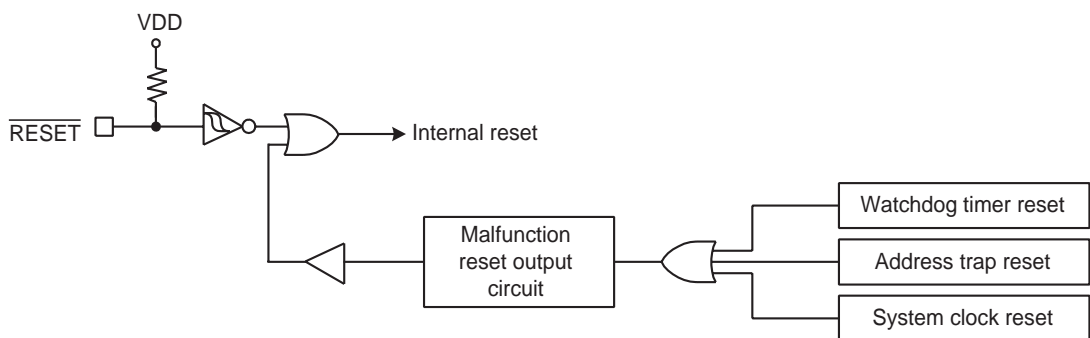 VDD
RESET
Internal reset
Watchdog timer reset
Malfunction
reset output
circuit
Address trap reset
System clock reset